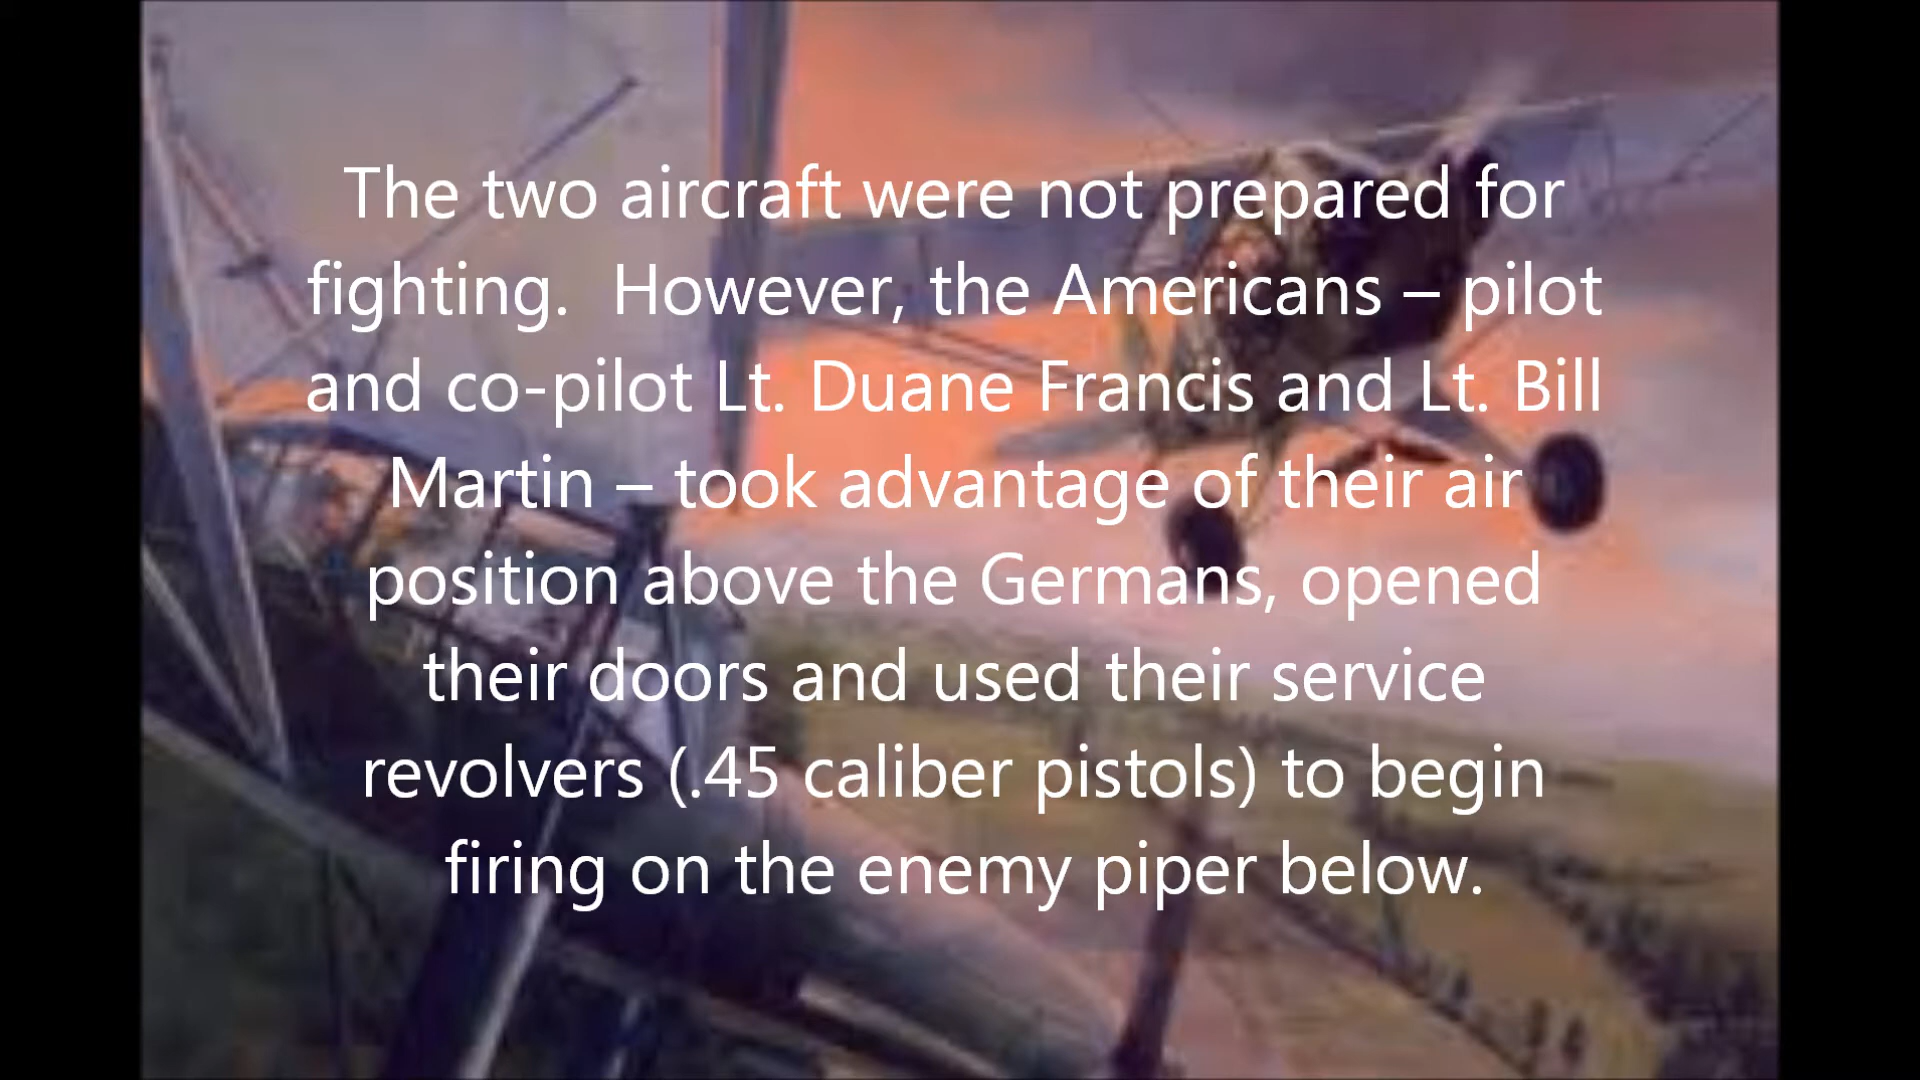 The two aircraft were not prepared for
fighting.  However, the Americans – pilot
and co-pilot Lt. Duane Francis and Lt. Bill
Martin – took advantage of their air
position above the Germans, opened
their doors and used their service
revolvers (.45 caliber pistols) to begin
firing on the enemy piper below.